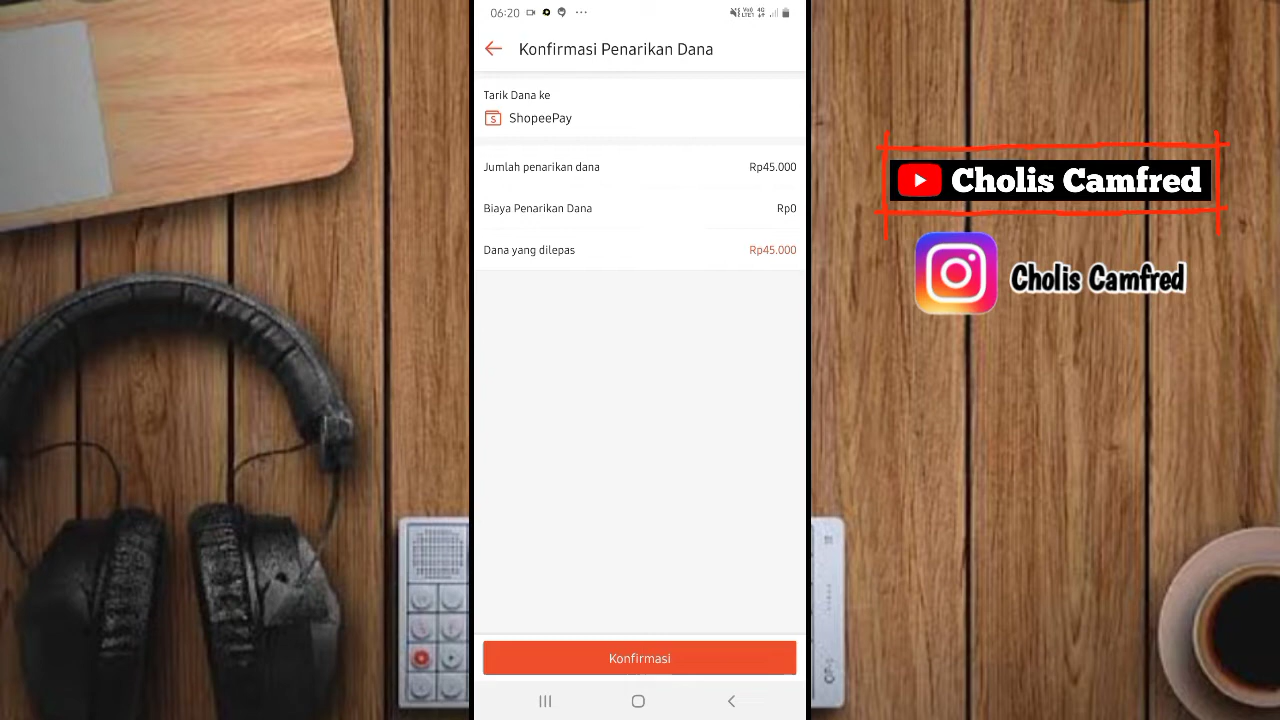 06:20
Konfirmasi Penarikan Dana
Tarik Dana ke
ShopeePay
Jumlah penarikan dana Rp45.000
Biaya Penarikan Dana Rp0
Dana yang dilepas Rp45.000
Konfirmasi
Cholis Camfred
Cholis Camfred